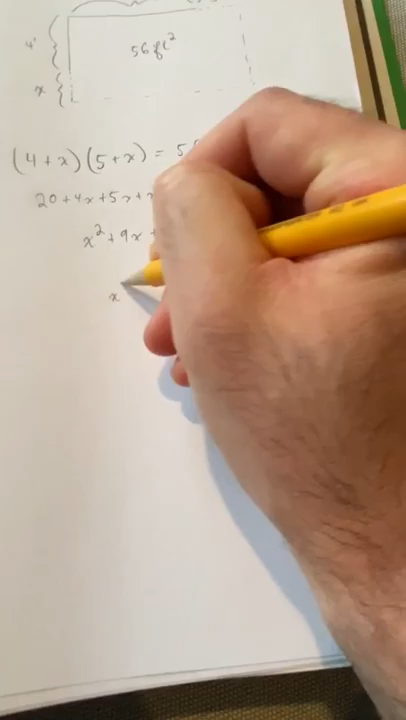 4'
56 ft²
x
(4+x)(5+x) = 5
20+4x+5x+
x²+9x
x